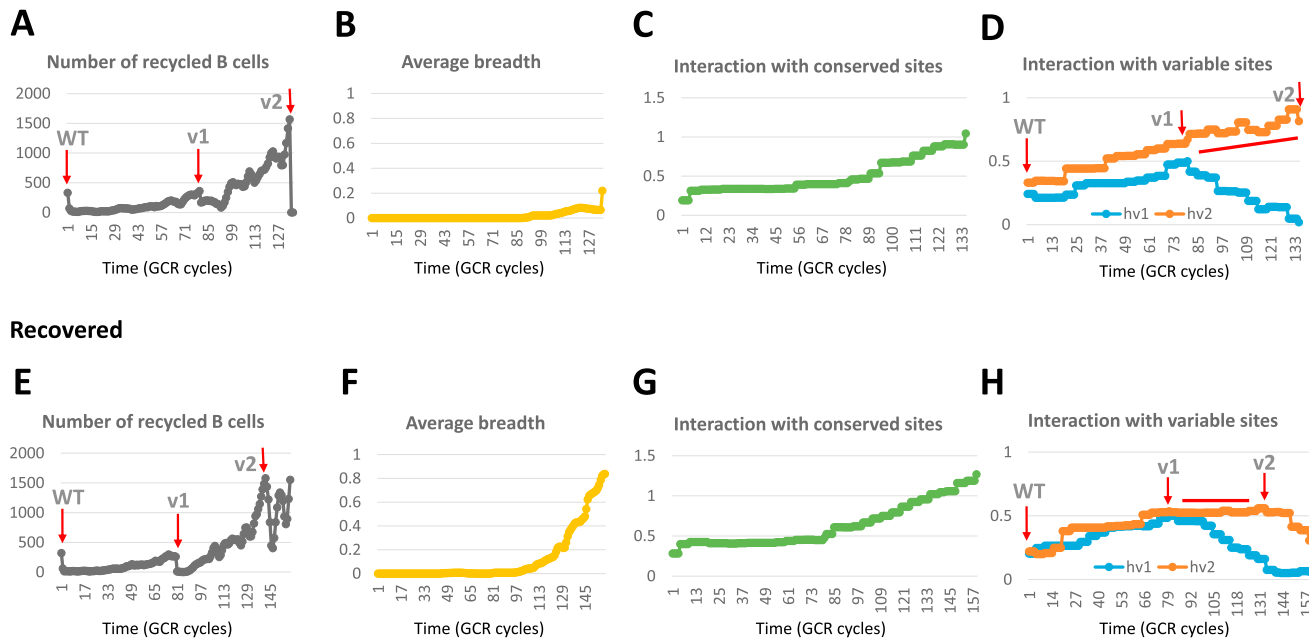 A
Number of recycled B cells
2000
1500
1000
500
0
WT
v1
v2
1 15 29 43 57 71 85 99 113 127
Time (GCR cycles)
B
Average breadth
1
0.8
0.6
0.4
0.2
0
1 15 29 43 57 71 85 99 113 127
Time (GCR cycles)
C
Interaction with conserved sites
1.5
1
0.5
0
1 12 23 34 45 56 67 78 89 100 111 122 133
Time (GCR cycles)
D
Interaction with variable sites
1
0.5
0
WT
v1
v2
hv1 hv2
1 13 25 37 49 61 73 85 97 109 121 133
Time (GCR cycles)
Recovered
E
Number of recycled B cells
2000
1500
1000
500
0
WT
v1
v2
1 17 33 49 65 81 97 113 129 145
Time (GCR cycles)
F
Average breadth
1
0.8
0.6
0.4
0.2
0
1 17 33 49 65 81 97 113 129 145
Time (GCR cycles)
G
Interaction with conserved sites
1.5
1
0.5
0
1 13 25 37 49 61 73 85 97 109 121 133 145 157
Time (GCR cycles)
H
Interaction with variable sites
1
0.5
0
WT
v1
v2
hv1 hv2
1 14 27 40 53 66 79 92 105 118 131 144 157
Time (GCR cycles)